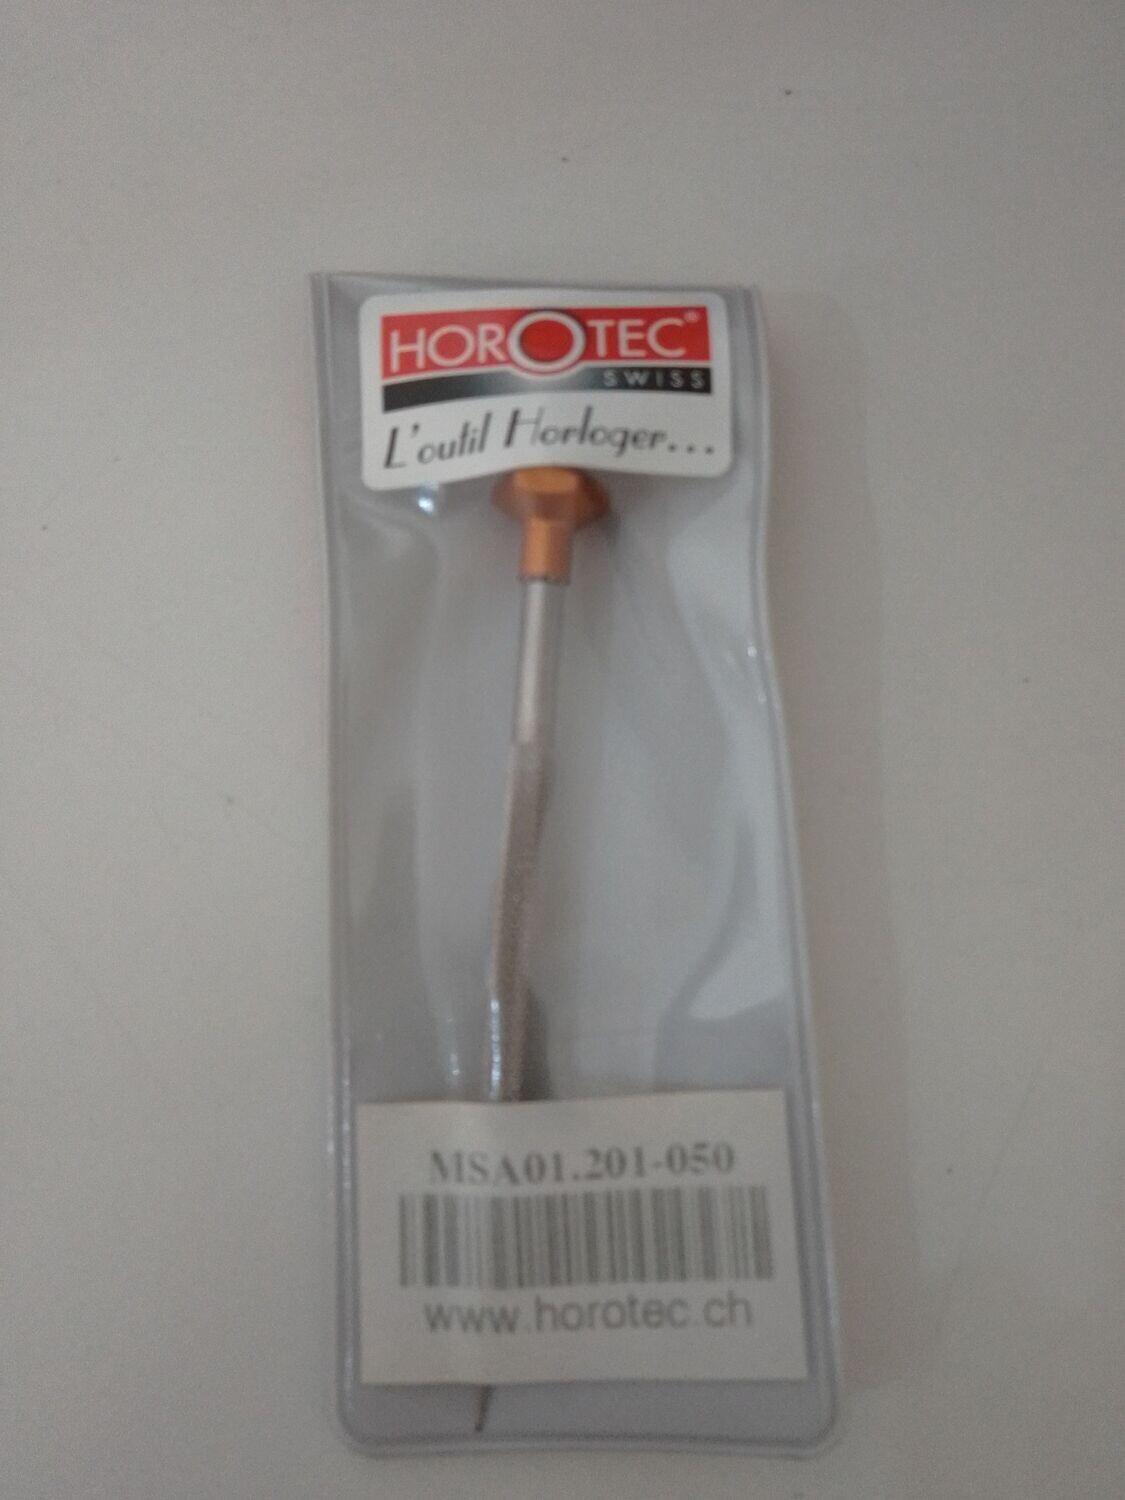 HOROTEC®
SWISS
L'outil Horloger...
MSA01.201-050
www.horotec.ch